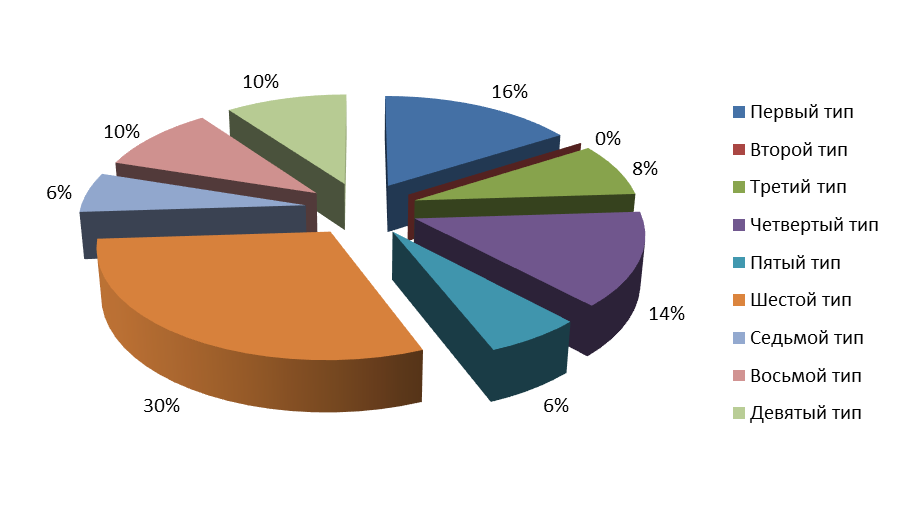 10%
16%
10%
0%
8%
6%
14%
30%
6%
Первый тип
Второй тип
Третий тип
Четвертый тип
Пятый тип
Шестой тип
Седьмой тип
Восьмой тип
Девятый тип